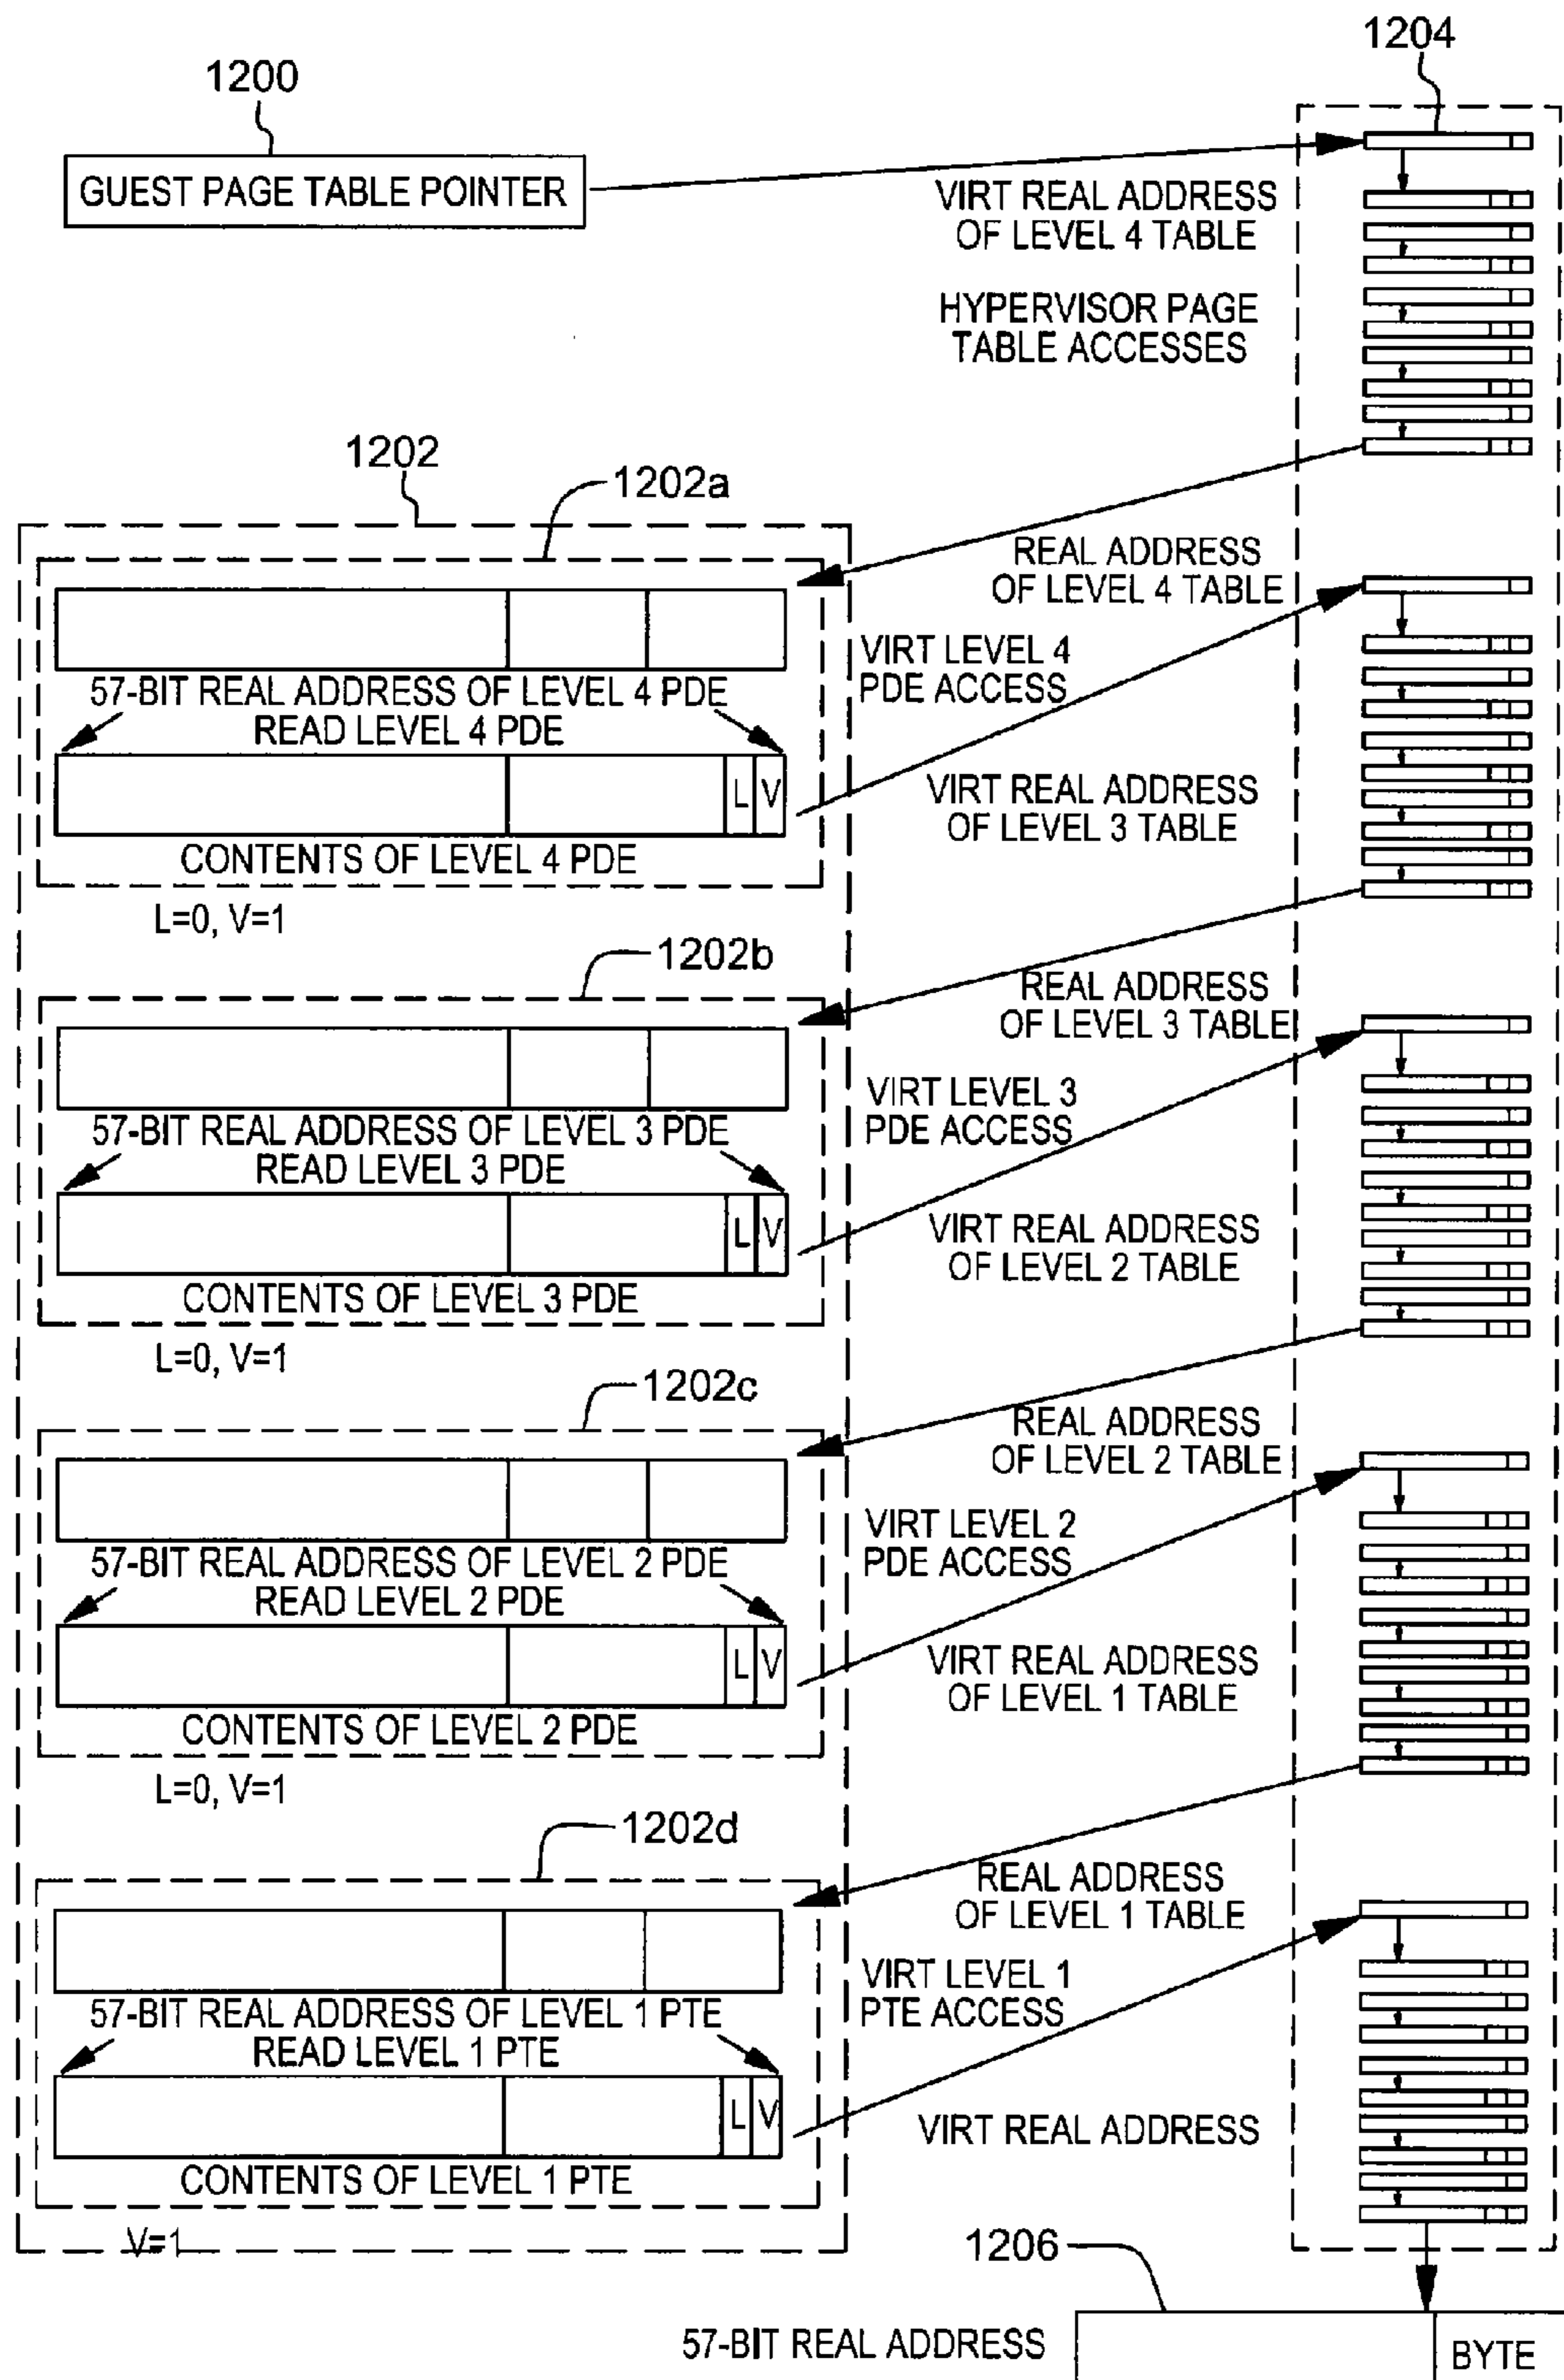 1204
1200
GUEST PAGE TABLE POINTER
VIRT REAL ADDRESS
OF LEVEL 4 TABLE
HYPERVISOR PAGE
TABLE ACCESSES
1202
1202a
REAL ADDRESS
OF LEVEL 4 TABLE
57-BIT REAL ADDRESS OF LEVEL 4 PDE
READ LEVEL 4 PDE
VIRT LEVEL 4
PDE ACCESS
L V
VIRT REAL ADDRESS
OF LEVEL 3 TABLE
CONTENTS OF LEVEL 4 PDE
L=0, V=1
1202b
REAL ADDRESS
OF LEVEL 3 TABLE
57-BIT REAL ADDRESS OF LEVEL 3 PDE
READ LEVEL 3 PDE
VIRT LEVEL 3
PDE ACCESS
L V
VIRT REAL ADDRESS
OF LEVEL 2 TABLE
CONTENTS OF LEVEL 3 PDE
L=0, V=1
1202c
REAL ADDRESS
OF LEVEL 2 TABLE
57-BIT REAL ADDRESS OF LEVEL 2 PDE
READ LEVEL 2 PDE
VIRT LEVEL 2
PDE ACCESS
L V
VIRT REAL ADDRESS
OF LEVEL 1 TABLE
CONTENTS OF LEVEL 2 PDE
L=0, V=1
1202d
REAL ADDRESS
OF LEVEL 1 TABLE
57-BIT REAL ADDRESS OF LEVEL 1 PTE
READ LEVEL 1 PTE
VIRT LEVEL 1
PTE ACCESS
L V
VIRT REAL ADDRESS
CONTENTS OF LEVEL 1 PTE
V=1
1206
57-BIT REAL ADDRESS
BYTE